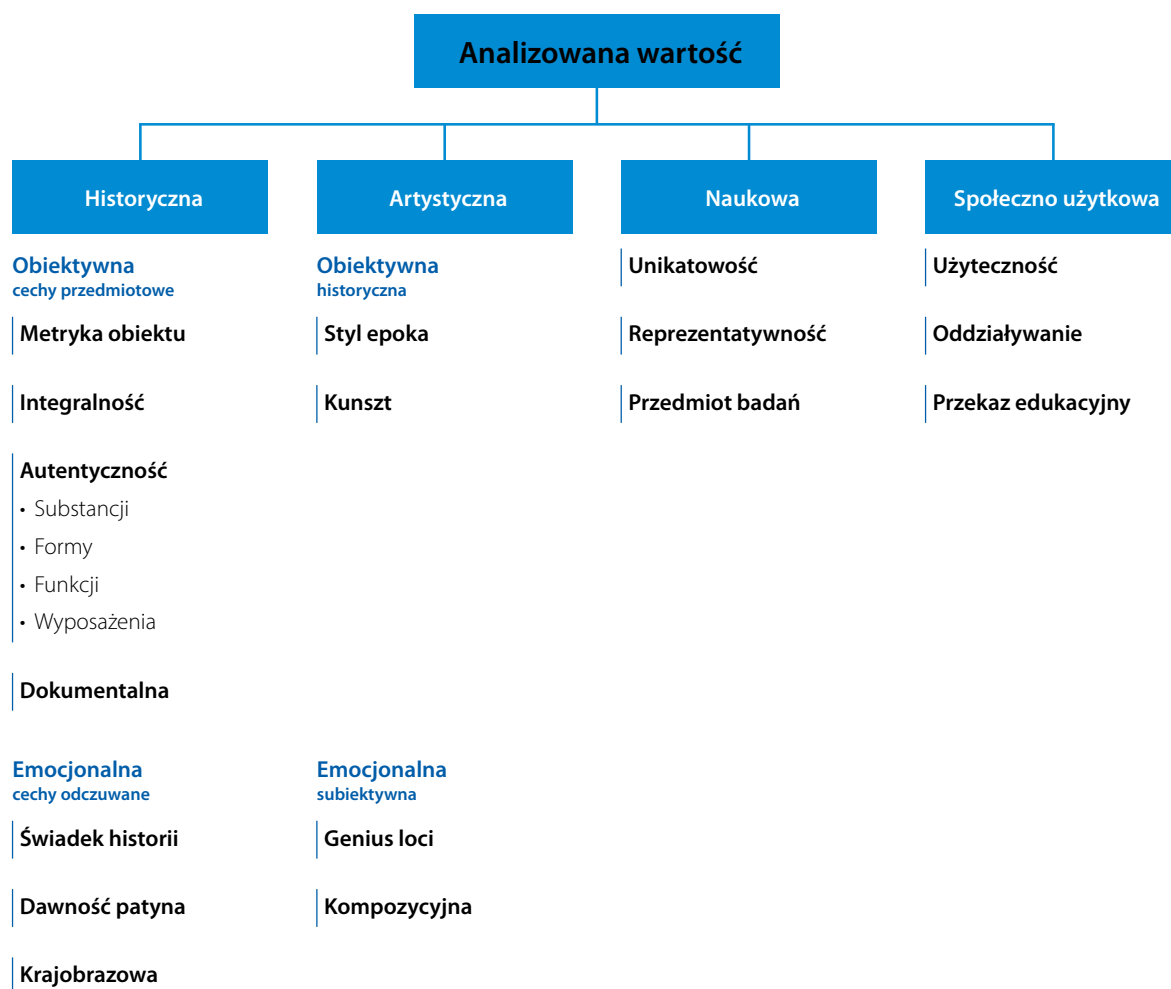 Analizowana wartość
Historyczna
Obiektywna
cechy przedmiotowe
Metryka obiektu
Integralność
Autentyczność
• Substancji
• Formy
• Funkcji
• Wyposażenia
Dokumentalna
Emocjonalna
cechy odczuwane
Świadek historii
Dawność patyna
Krajobrazowa
Artystyczna
Obiektywna
historyczna
Styl epoka
Kunszt
Emocjonalna
subiektywna
Genius loci
Kompozycyjna
Naukowa
Unikatowość
Reprezentatywność
Przedmiot badań
Społeczno użytkowa
Użyteczność
Oddziaływanie
Przekaz edukacyjny